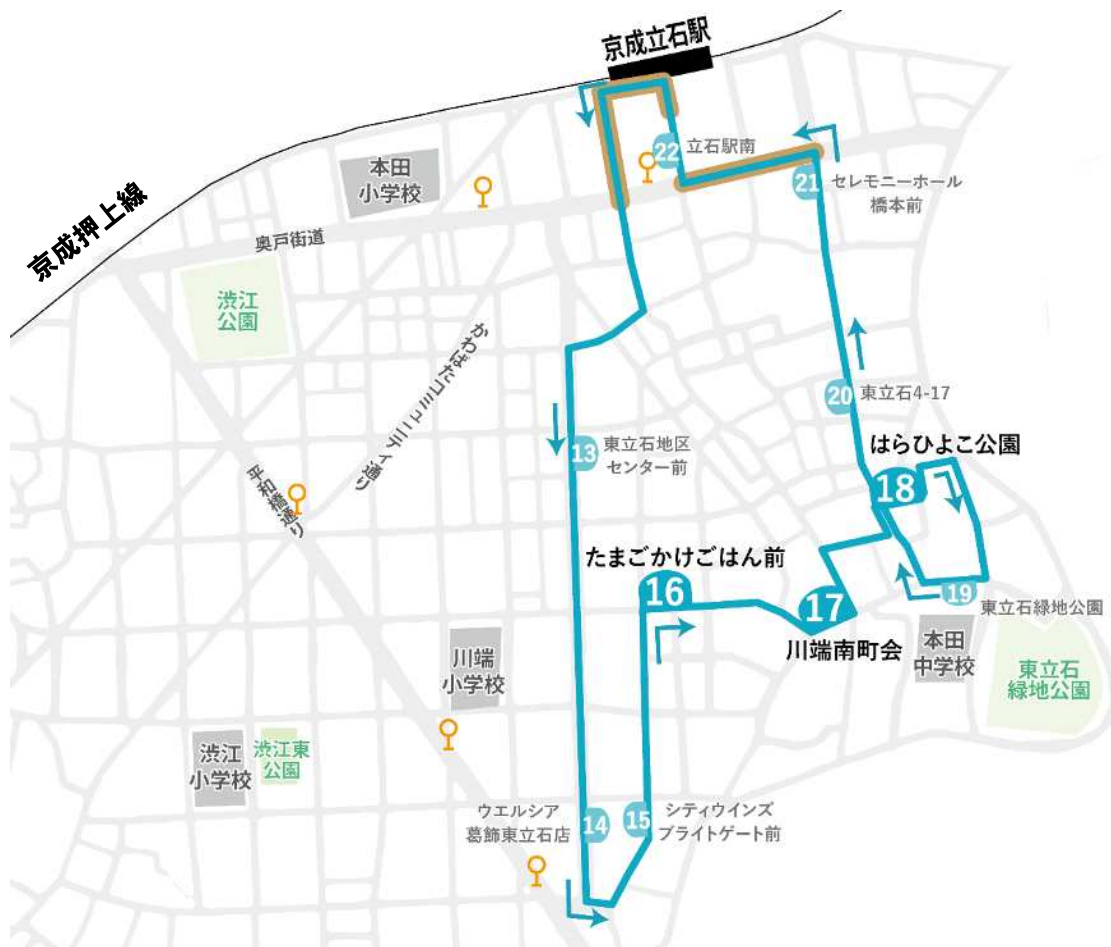 京成立石駅
22
立石駅南
21
セレモニーホール
橋本前
本田
小学校
京成押上線
奥戸街道
渋江
公園
かわばたコミュニティ通り
20
東立石4-17
はらひよこ公園
13
東立石地区
センター前
18
平和橋通り
たまごかけごはん前
16
17
19
東立石緑地公園
川端南町会
本田
中学校
川端
小学校
東立石
緑地公園
渋江
小学校
渋江東
公園
ウエルシア
葛飾東立石店
14
15
シティウインズ
ブライトゲート前